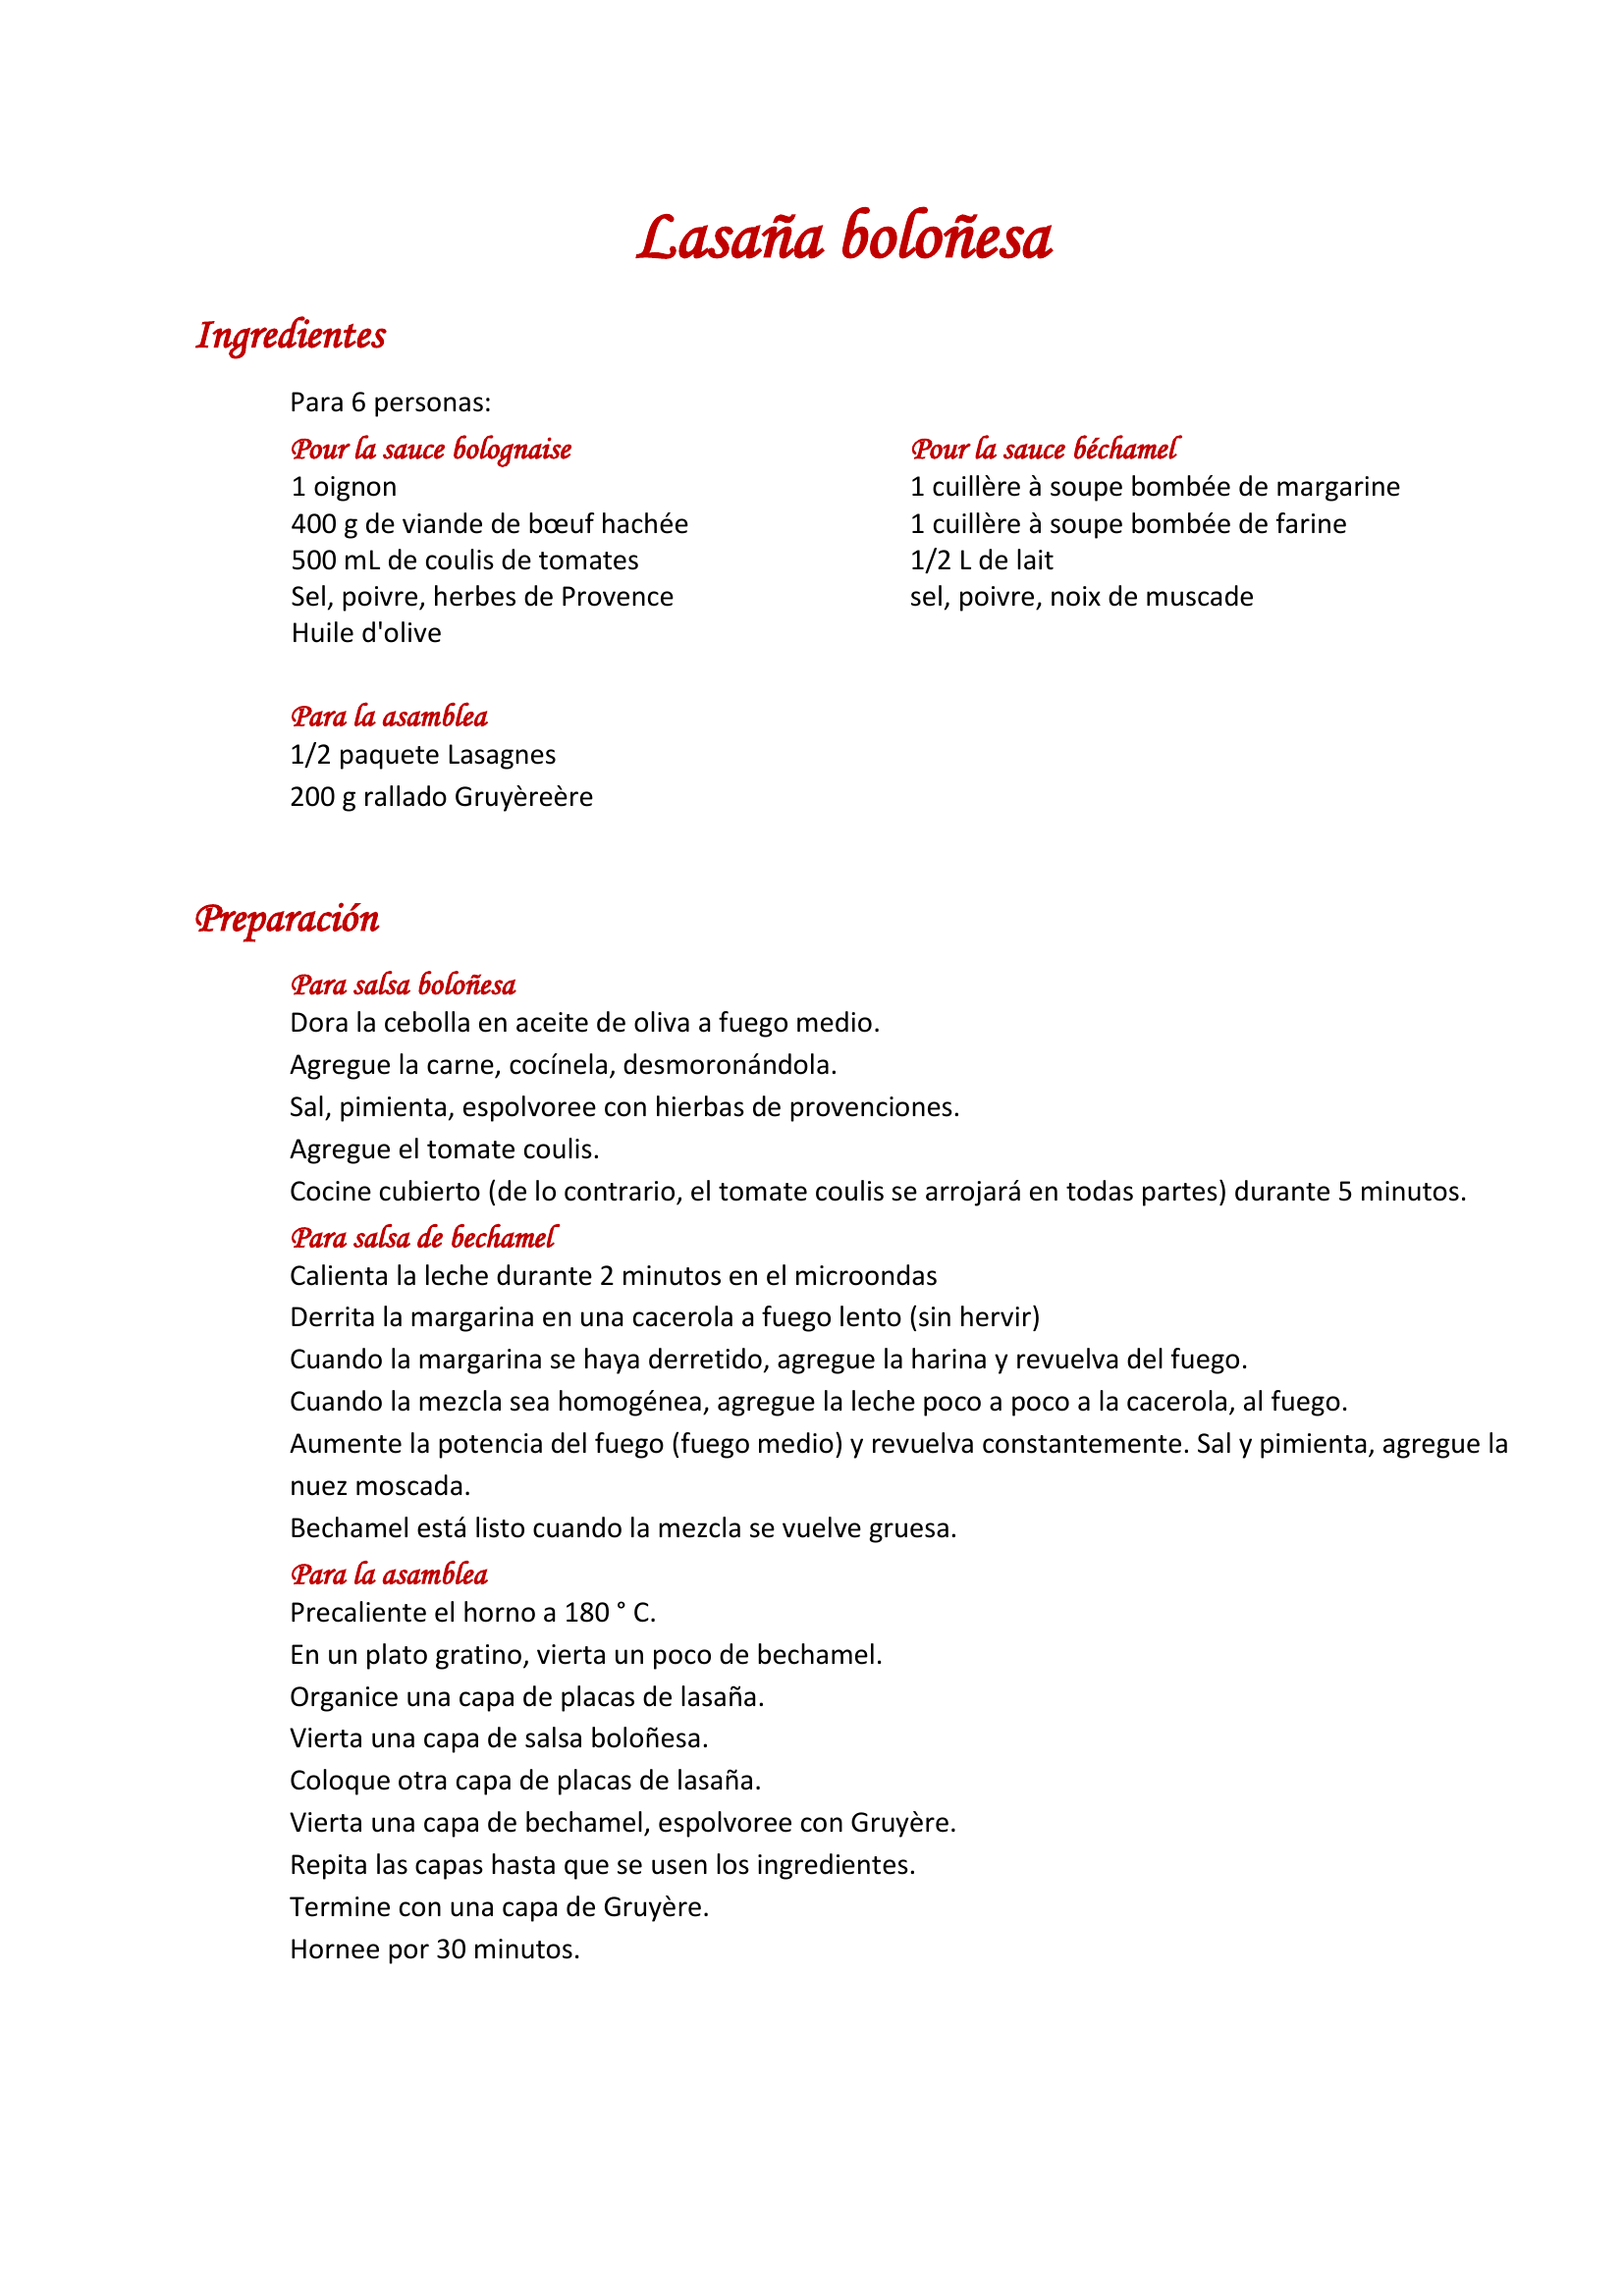 Lasaña boloñesa
Ingredientes
Para 6 personas:
Pour la sauce bolognaise
1 oignon
400 g de viande de bœuf hachée
500 mL de coulis de tomates
Sel, poivre, herbes de Provence
Huile d'olive
Pour la sauce béchamel
1 cuillère à soupe bombée de margarine
1 cuillère à soupe bombée de farine
1/2 L de lait
sel, poivre, noix de muscade
Para la asamblea
1/2 paquete Lasagnes
200 g rallado Gruyèreère
Preparación
Para salsa boloñesa
Dora la cebolla en aceite de oliva a fuego medio.
Agregue la carne, cocínela, desmoronándola.
Sal, pimienta, espolvoree con hierbas de provenciones.
Agregue el tomate coulis.
Cocine cubierto (de lo contrario, el tomate coulis se arrojará en todas partes) durante 5 minutos.
Para salsa de bechamel
Calienta la leche durante 2 minutos en el microondas
Derrita la margarina en una cacerola a fuego lento (sin hervir)
Cuando la margarina se haya derretido, agregue la harina y revuelva del fuego.
Cuando la mezcla sea homogénea, agregue la leche poco a poco a la cacerola, al fuego.
Aumente la potencia del fuego (fuego medio) y revuelva constantemente. Sal y pimienta, agregue la
nuez moscada.
Bechamel está listo cuando la mezcla se vuelve gruesa.
Para la asamblea
Precaliente el horno a 180 ° C.
En un plato gratino, vierta un poco de bechamel.
Organice una capa de placas de lasaña.
Vierta una capa de salsa boloñesa.
Coloque otra capa de placas de lasaña.
Vierta una capa de bechamel, espolvoree con Gruyère.
Repita las capas hasta que se usen los ingredientes.
Termine con una capa de Gruyère.
Hornee por 30 minutos.